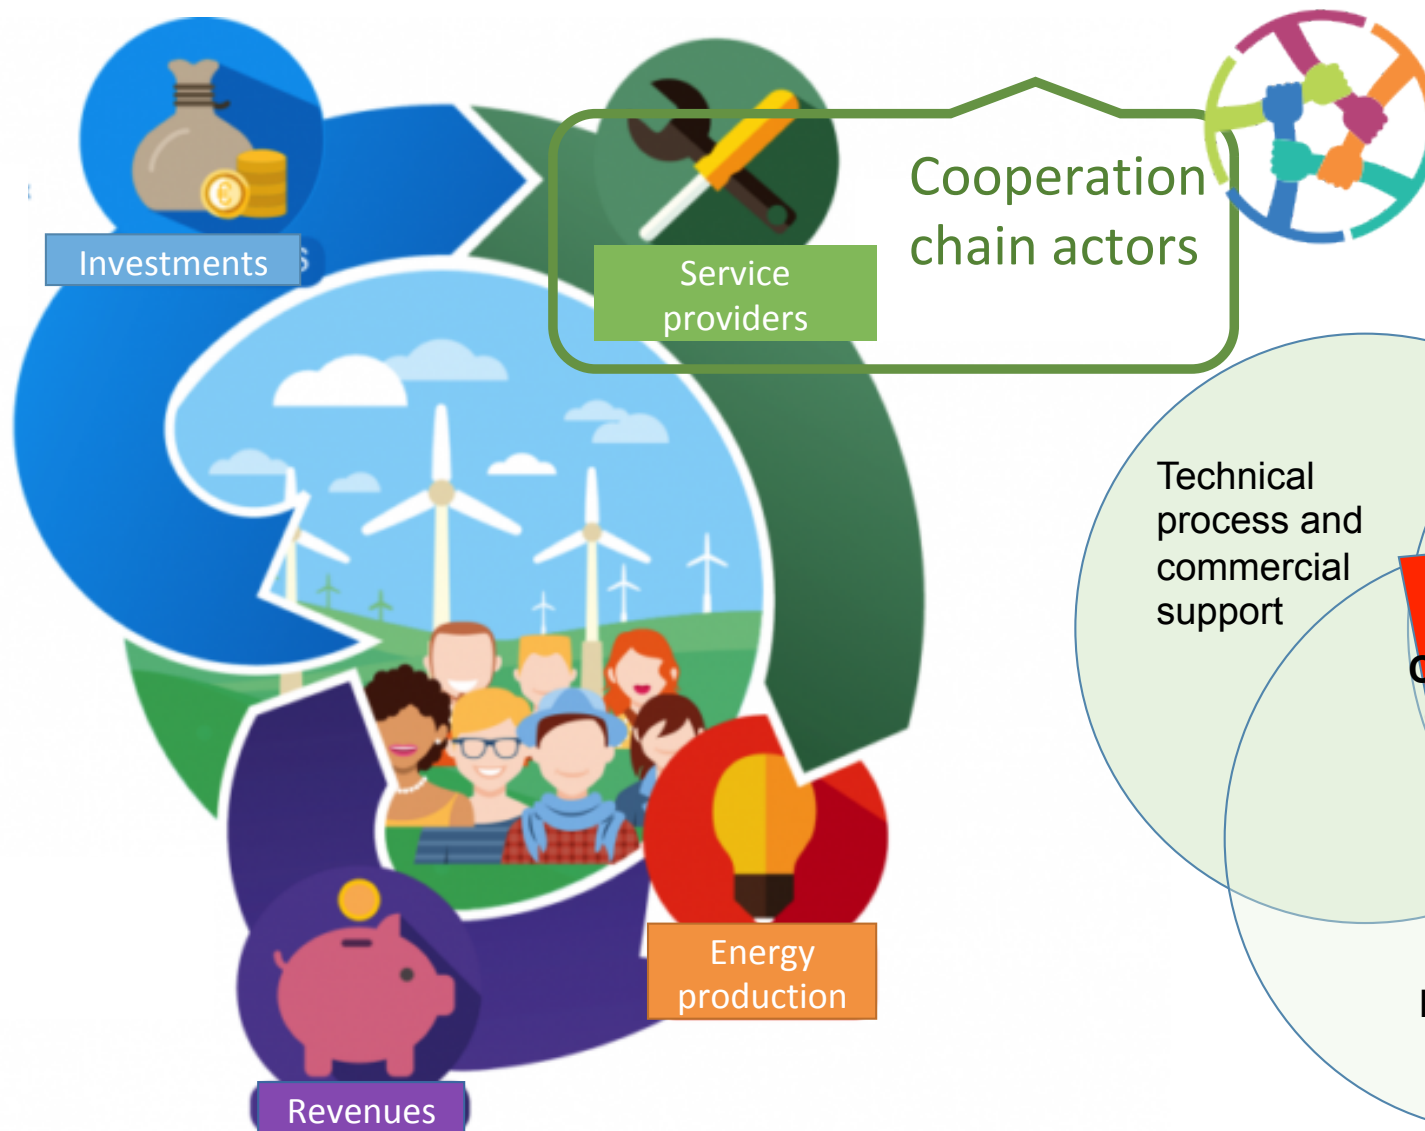 Investments
Service
providers
Cooperation
chain actors
Technical
process and
commercial
support
Energy
production
Revenues